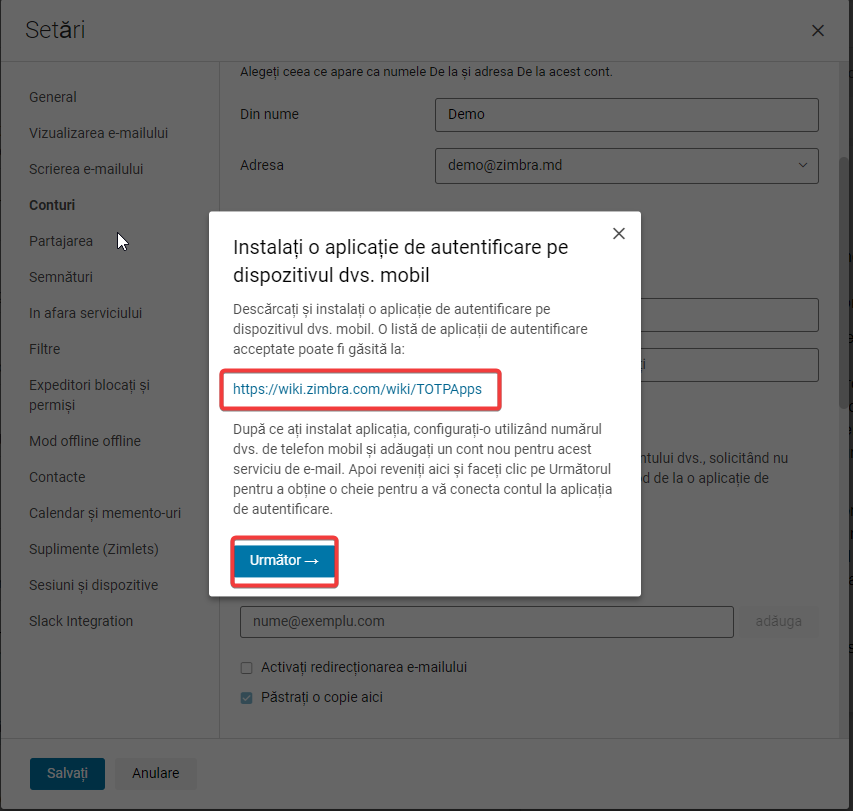 Setări
General
Vizualizarea e-mailului
Scrierea e-mailului
Conturi
Partajarea
Semnături
In afara serviciului
Filtre
Expeditori blocați și
permiși
Mod offline offline
Contacte
Calendar și memento-uri
Suplimente (Zimlets)
Sesiuni și dispozitive
Slack Integration
Alegeți ceea ce apare ca numele De la și adresa De la acest cont.
Din nume
Demo
Adresa
demo@zimbra.md
Instalați o aplicație de autentificare pe
dispozitivul dvs. mobil
Descărcați și instalați o aplicație de autentificare pe
dispozitivul dvs. mobil. O listă de aplicații de autentificare
acceptate poate fi găsită la:
https://wiki.zimbra.com/wiki/TOTPApps
După ce ați instalat aplicația, configurați-o utilizând numărul
dvs. de telefon mobil și adăugați un cont nou pentru acest
serviciu de e-mail. Apoi reveniți aici și faceți clic pe Următorul
pentru a obține o cheie pentru a vă conecta contul la aplicația
de autentificare.
Următor →
ntului dvs., solicitând nu
d de la o aplicație de
nume@exemplu.com
adăuga
Activați redirecționarea e-mailului
Păstrați o copie aici
Salvați
Anulare